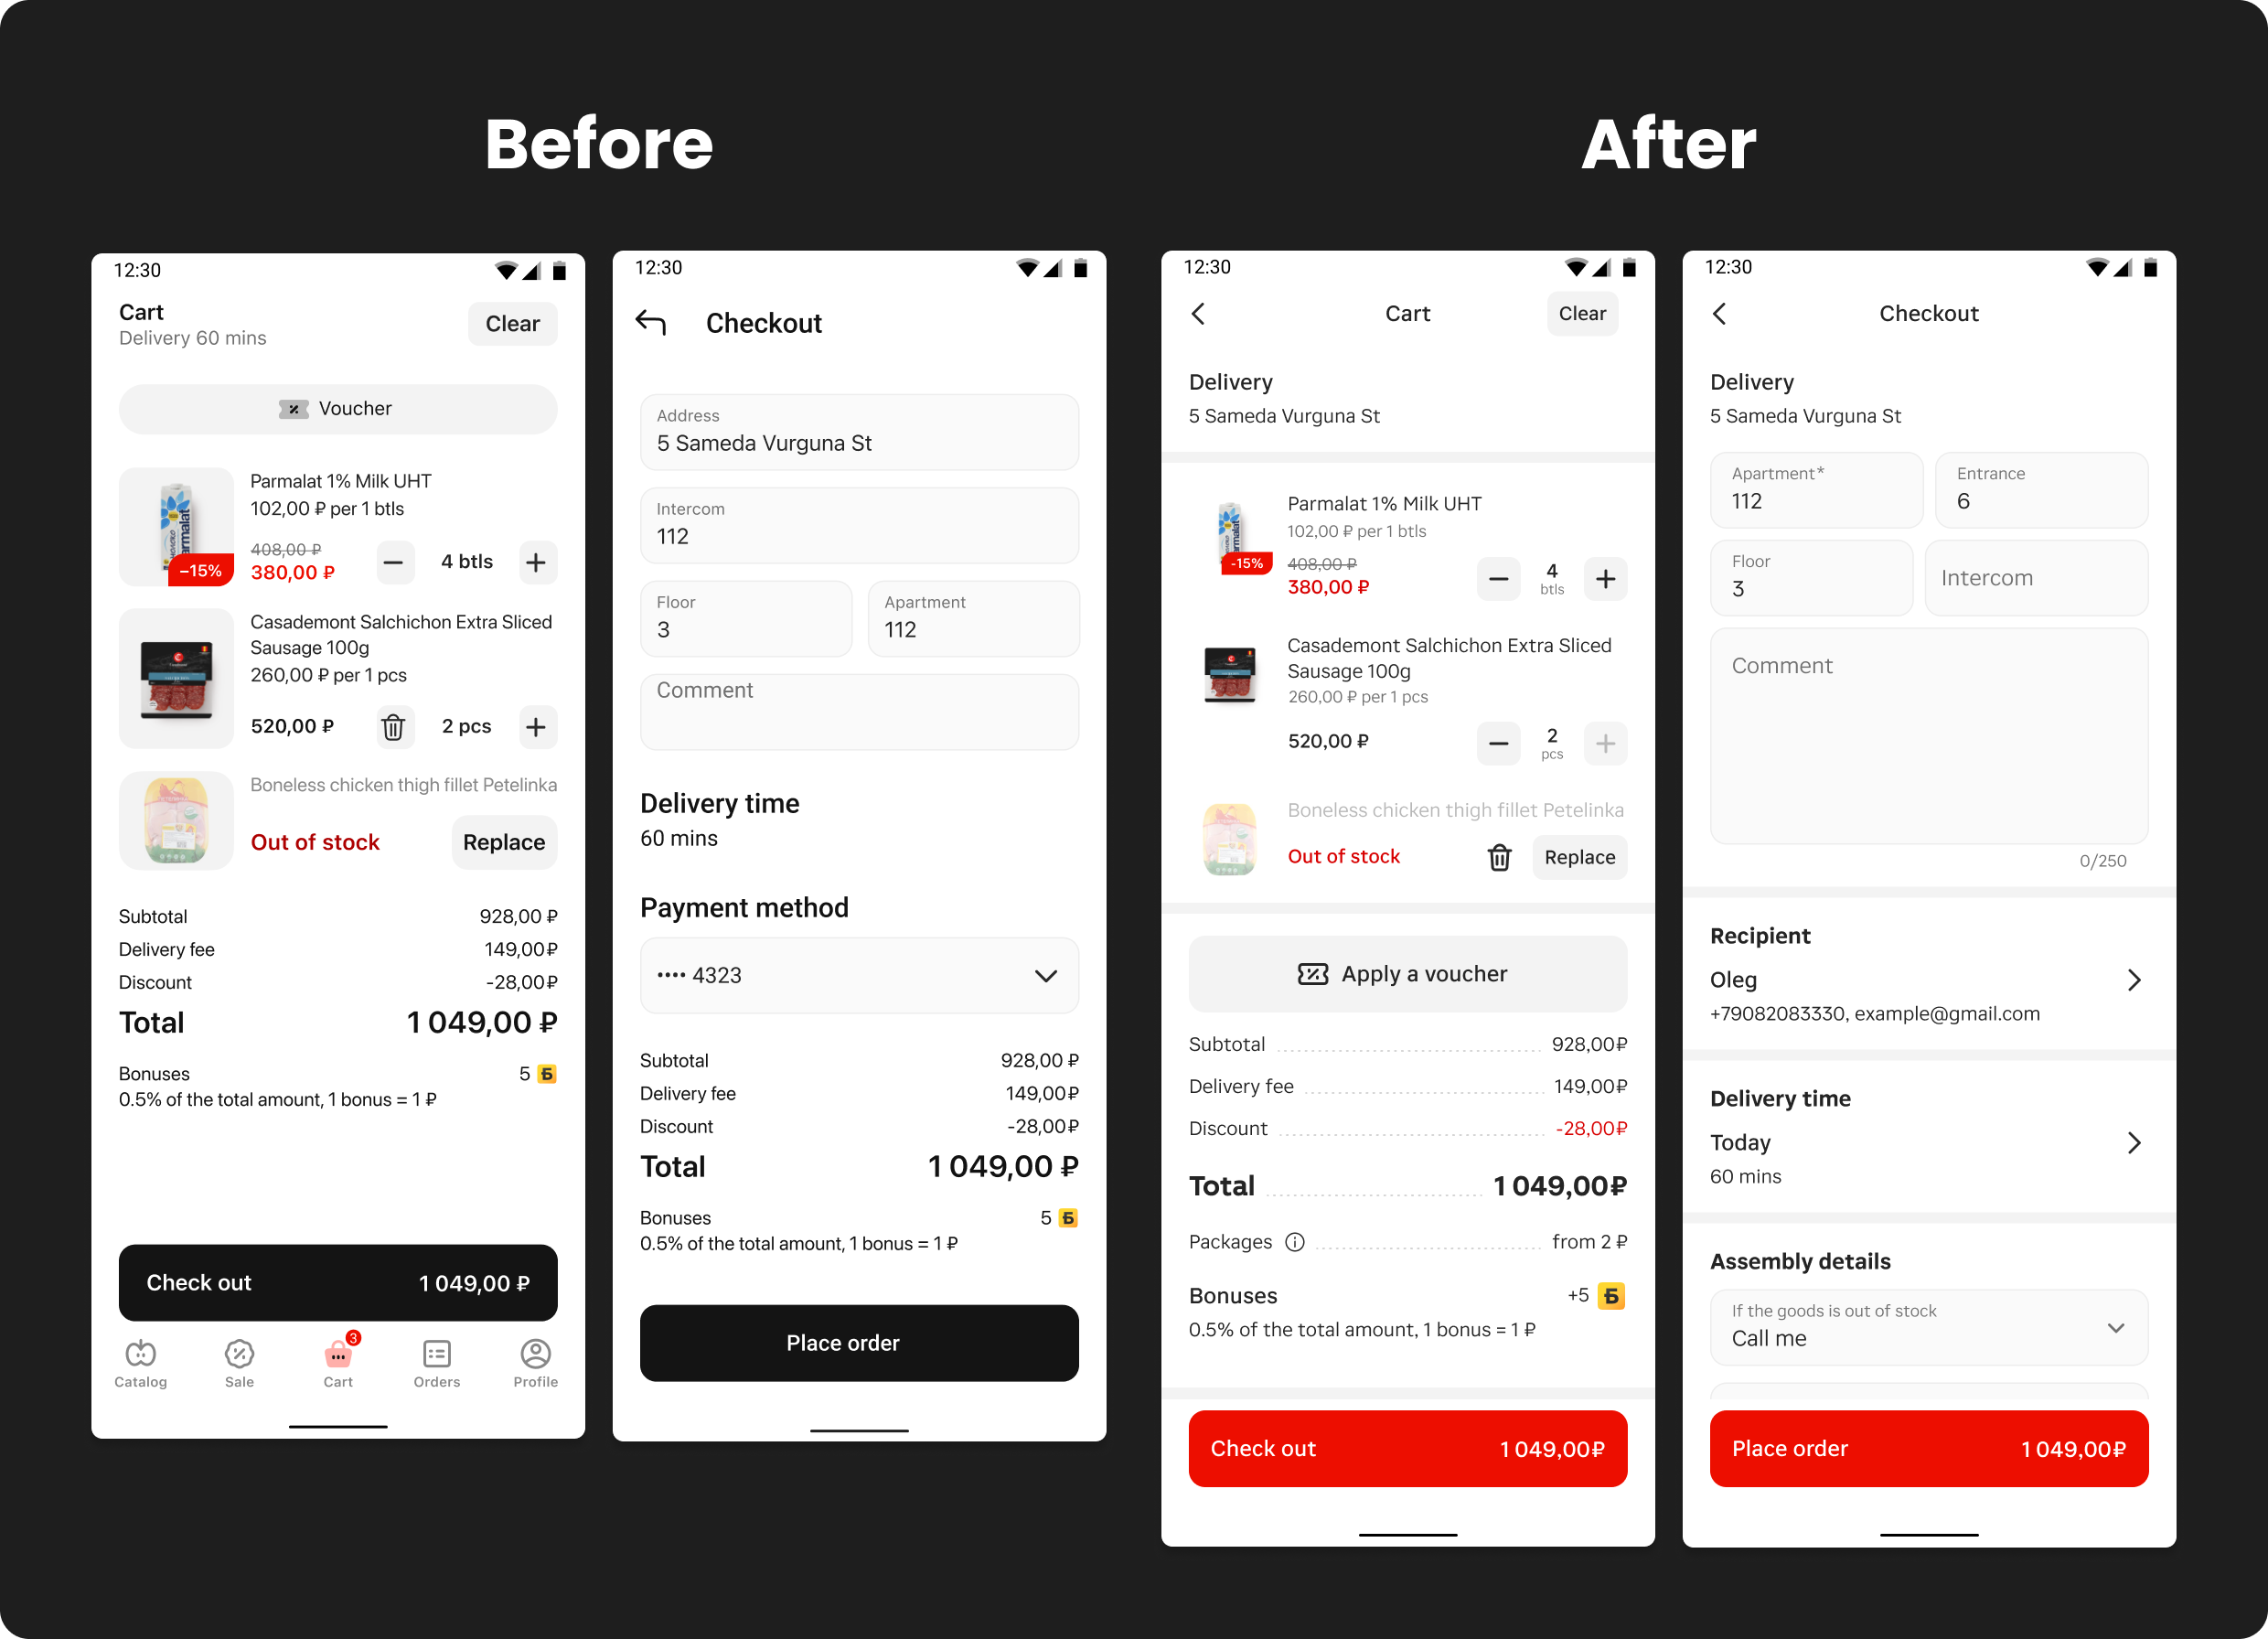 Before
After
12:30
Cart
Delivery 60 mins
Clear
Voucher
Parmalat 1% Milk UHT
102,00 ₽ per 1 btls
408,00 ₽
–15%
380,00 ₽
4 btls
Casademont Salchichon Extra Sliced
Sausage 100g
260,00 ₽ per 1 pcs
520,00 ₽
2 pcs
Boneless chicken thigh fillet Petelinka
Out of stock
Replace
Subtotal 928,00 ₽
Delivery fee 149,00₽
Discount -28,00₽
Total 1 049,00 ₽
Bonuses 5 Б
0.5% of the total amount, 1 bonus = 1 ₽
Check out 1 049,00 ₽
3
Catalog Sale Cart Orders Profile
12:30
Checkout
Address
5 Sameda Vurguna St
Intercom
112
Floor
3
Apartment
112
Comment
Delivery time
60 mins
Payment method
•••• 4323
Subtotal 928,00 ₽
Delivery fee 149,00₽
Discount -28,00₽
Total 1 049,00 ₽
Bonuses 5 Б
0.5% of the total amount, 1 bonus = 1 ₽
Place order
12:30
Cart
Clear
Delivery
5 Sameda Vurguna St
Parmalat 1% Milk UHT
102,00 ₽ per 1 btls
408,00 ₽
-15%
380,00 ₽
4
btls
Casademont Salchichon Extra Sliced
Sausage 100g
260,00 ₽ per 1 pcs
520,00 ₽
2
pcs
Boneless chicken thigh fillet Petelinka
Out of stock
Replace
Apply a voucher
Subtotal 928,00₽
Delivery fee 149,00₽
Discount -28,00₽
Total 1 049,00₽
Packages from 2 ₽
Bonuses +5 Б
0.5% of the total amount, 1 bonus = 1 ₽
Check out 1 049,00₽
12:30
Checkout
Delivery
5 Sameda Vurguna St
Apartment*
112
Entrance
6
Floor
3
Intercom
Comment
0/250
Recipient
Oleg
+79082083330, example@gmail.com
Delivery time
Today
60 mins
Assembly details
If the goods is out of stock
Call me
Place order 1 049,00₽